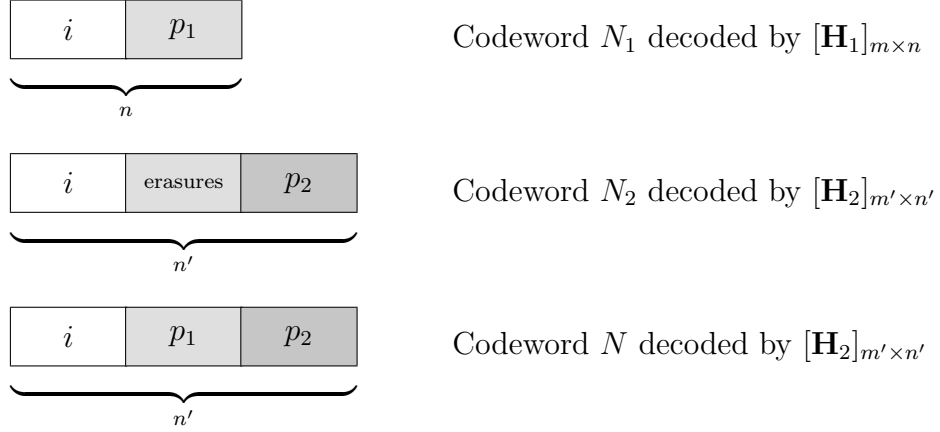 i p₁ Codeword N₁ decoded by [H₁]ₘ×ₙ
n
i erasures p₂ Codeword N₂ decoded by [H₂]ₘ′×ₙ′
n′
i p₁ p₂ Codeword N decoded by [H₂]ₘ′×ₙ′
n′